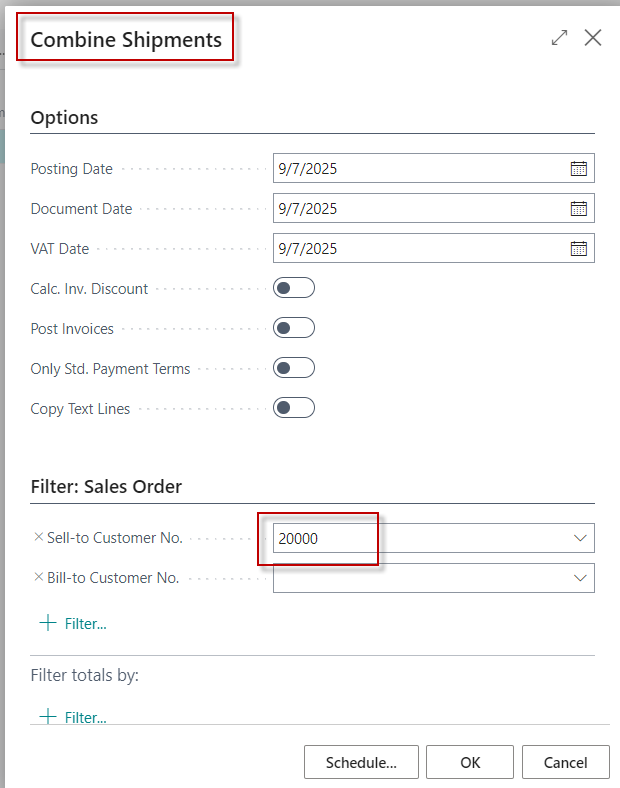 Combine Shipments
Options
Posting Date 9/7/2025
Document Date 9/7/2025
VAT Date 9/7/2025
Calc. Inv. Discount
Post Invoices
Only Std. Payment Terms
Copy Text Lines
Filter: Sales Order
Sell-to Customer No. 20000
Bill-to Customer No.
Filter...
Filter totals by:
Filter...
Schedule... OK Cancel